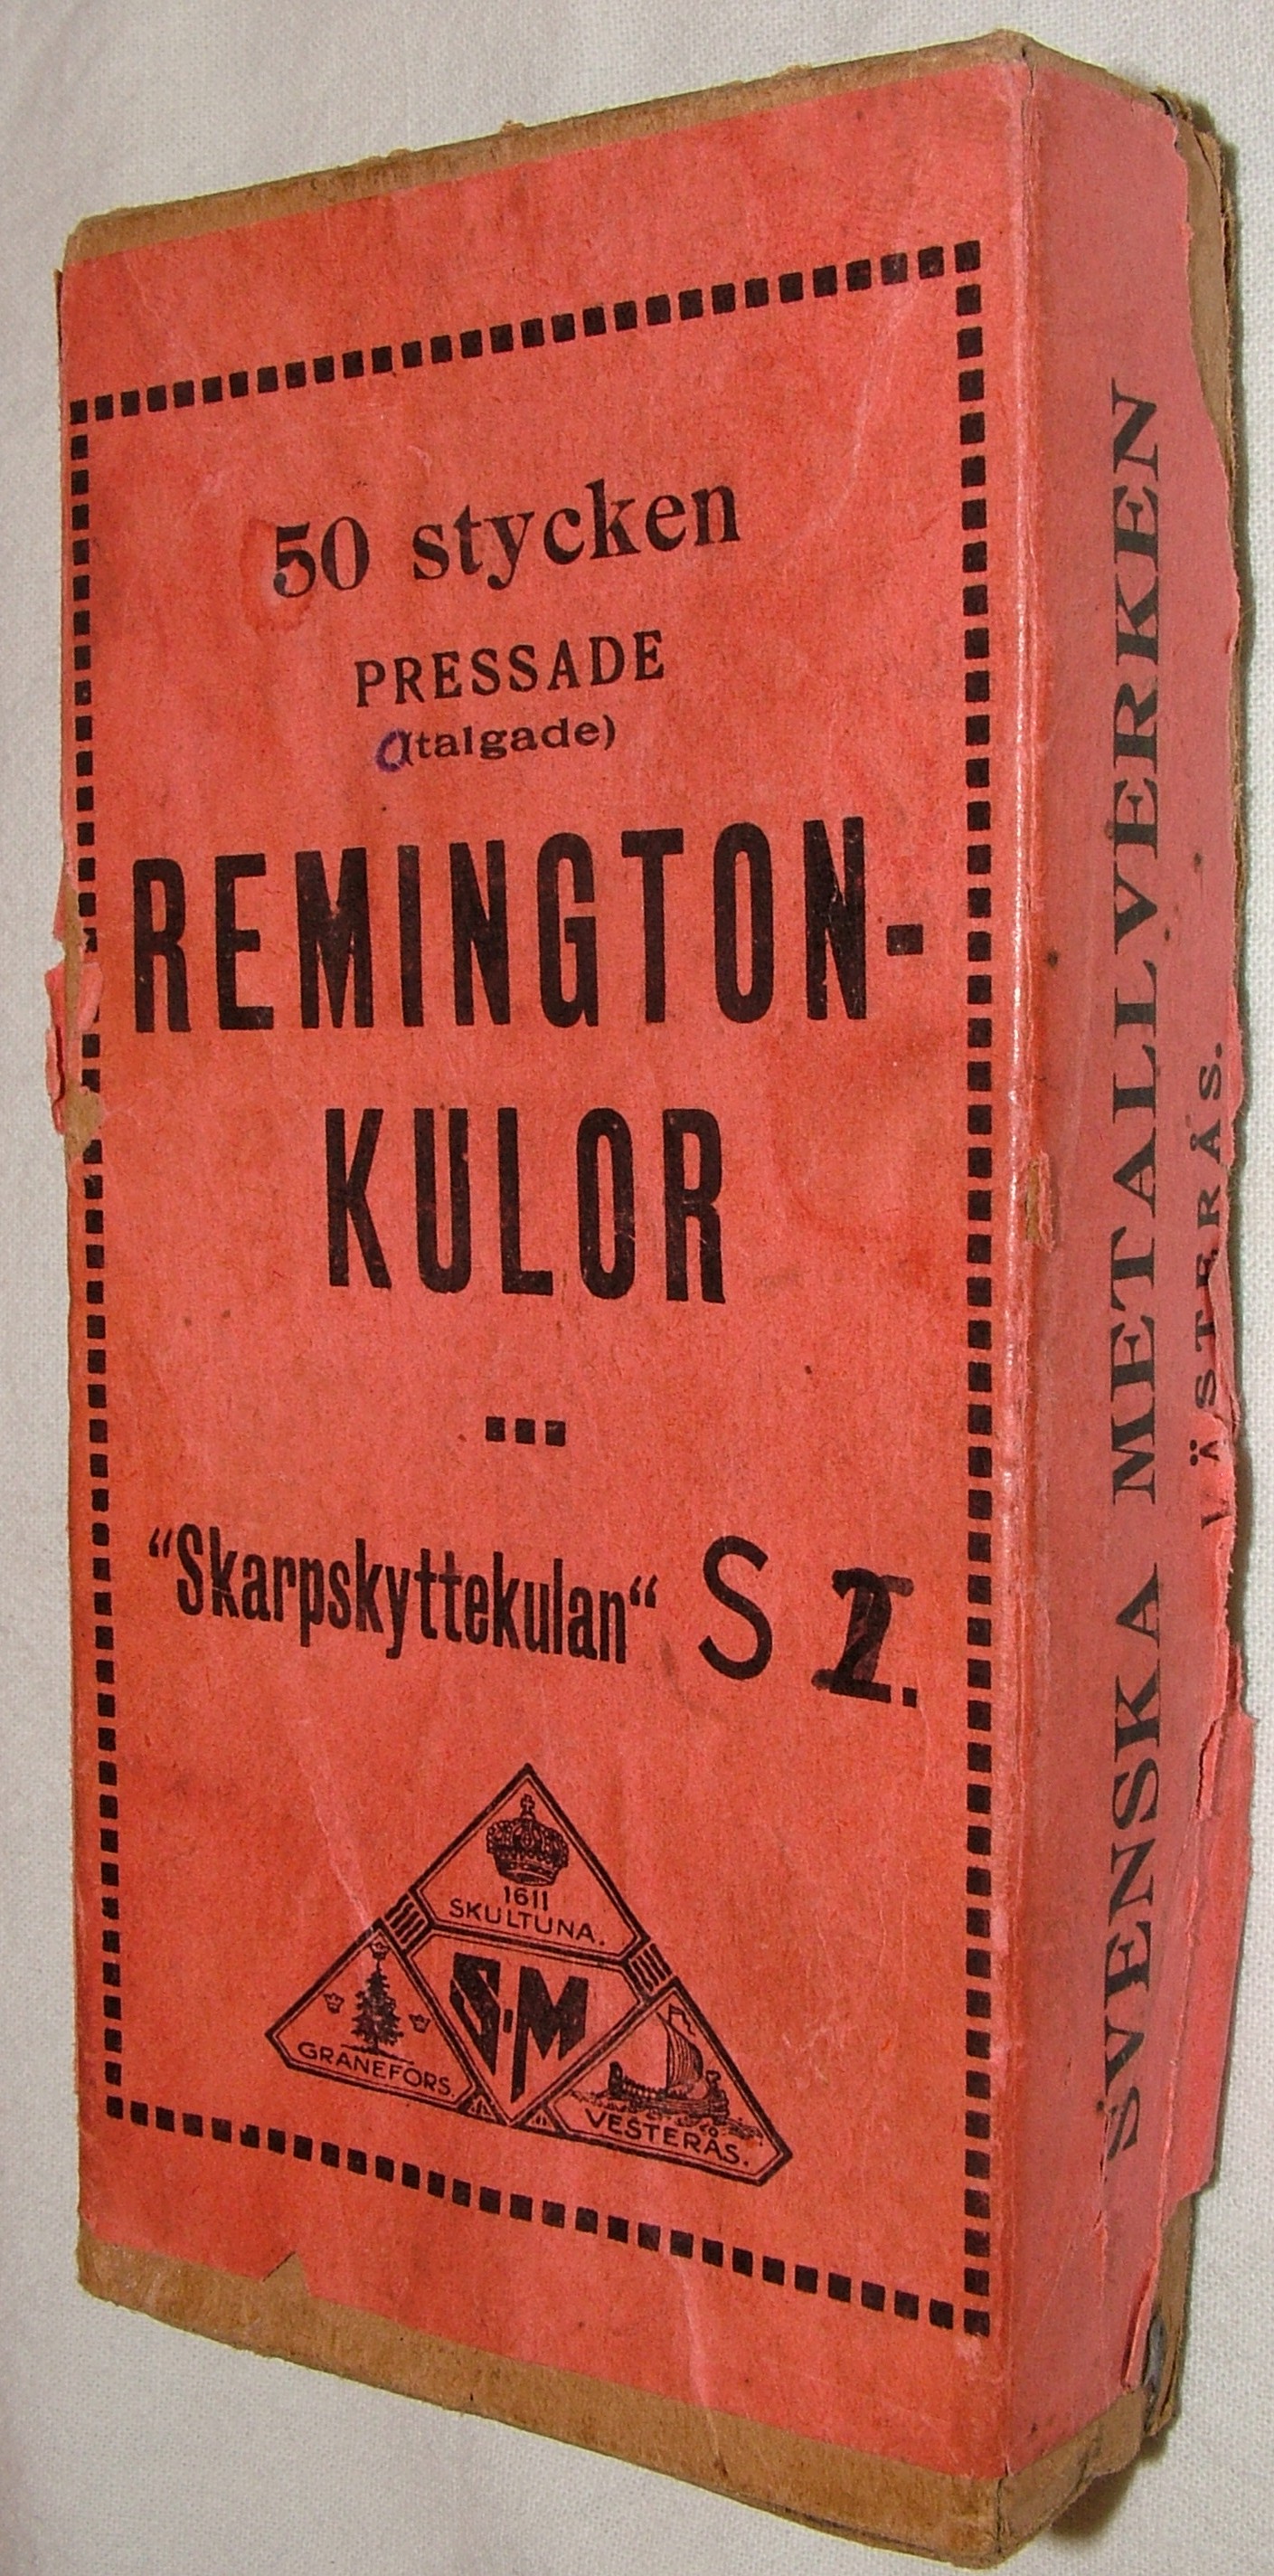 50 stycken
PRESSADE
(talgade)
REMINGTON-
KULOR
“Skarpskyttekulan“ S 2.
1611
SKULTUNA.
S·M
GRANEFORS.
VESTERÅS.
SVENSKA METALLVERKEN
VÄSTERÅS.